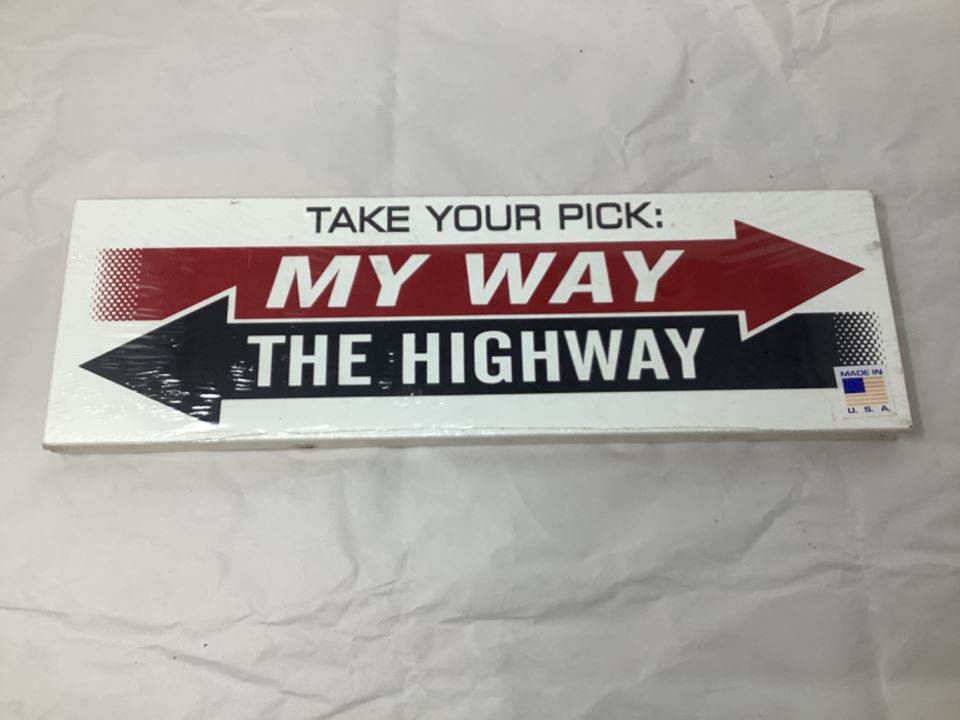 TAKE YOUR PICK:
MY WAY
THE HIGHWAY
MADE IN
U. S. A.